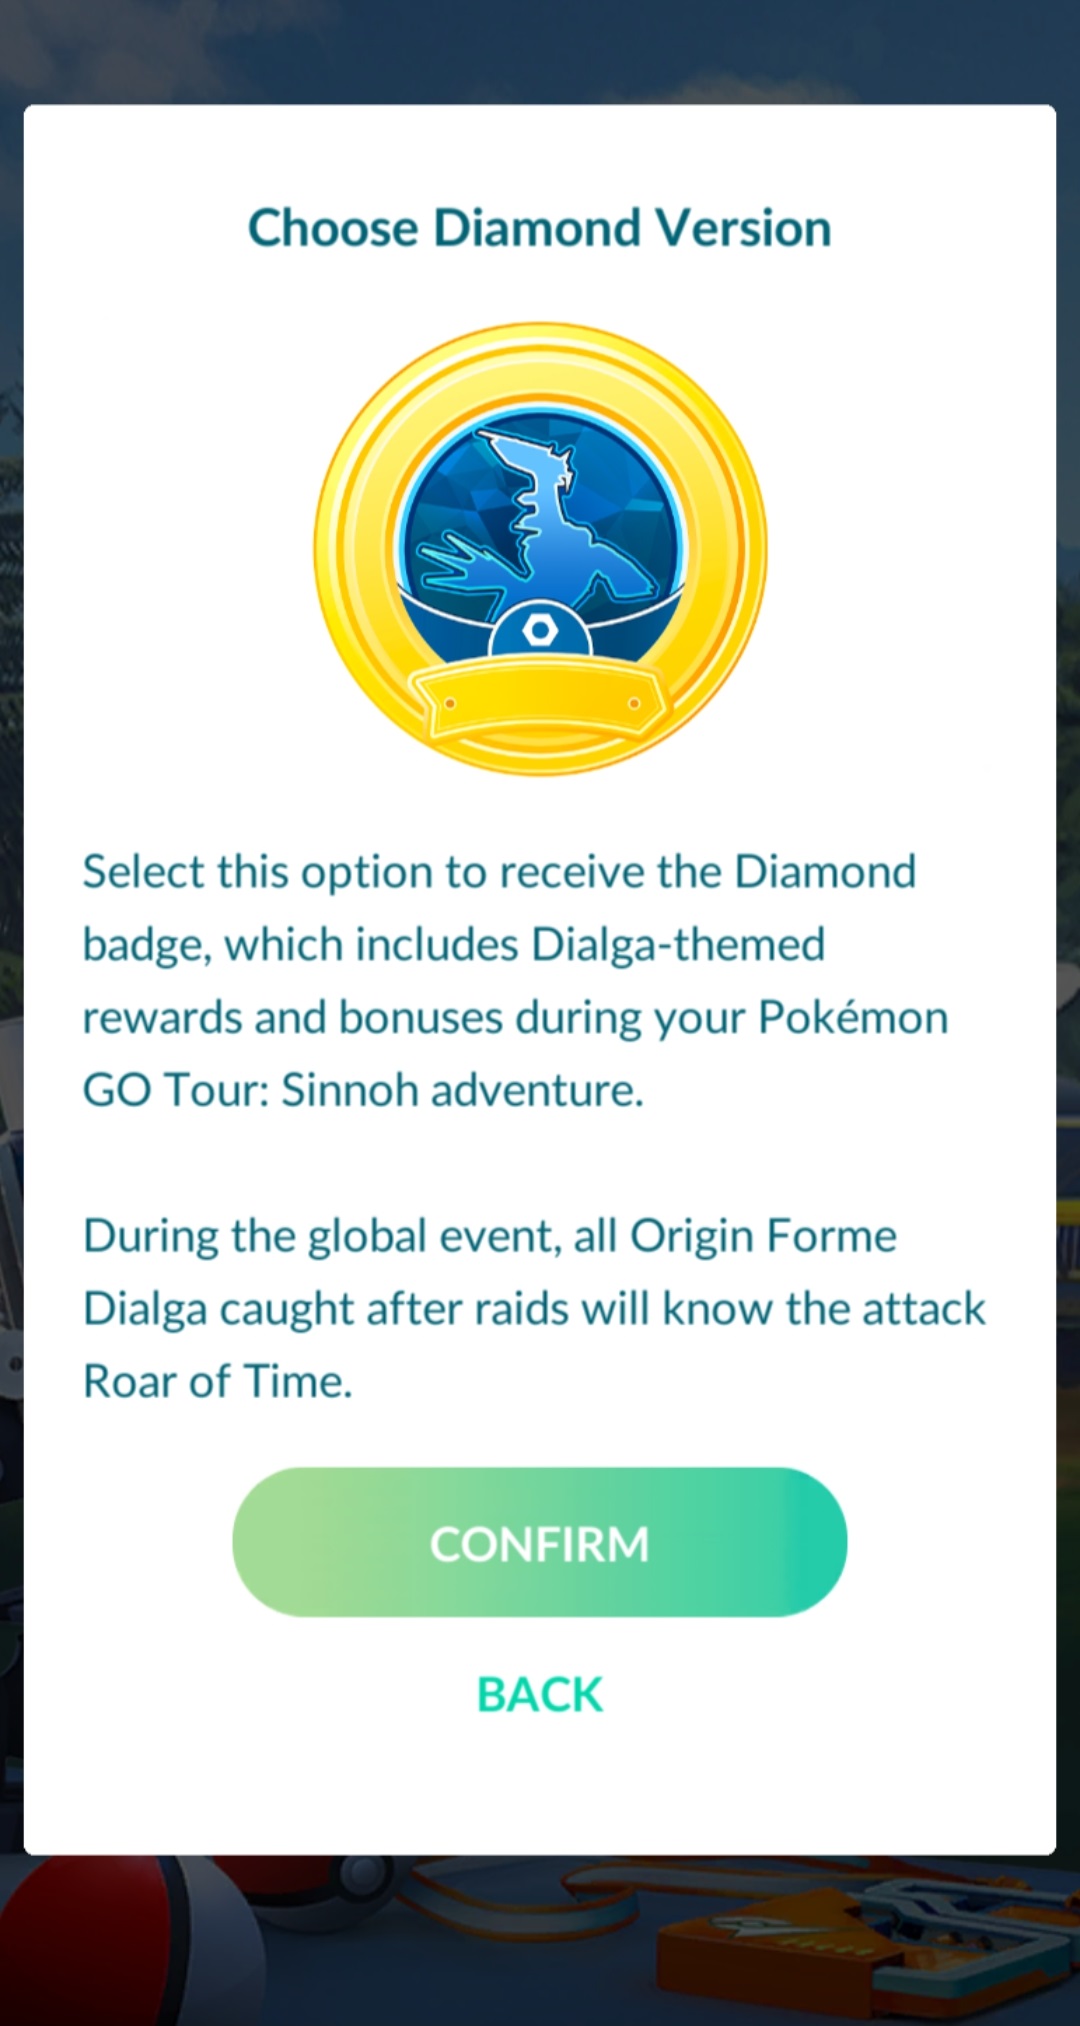 Choose Diamond Version
Select this option to receive the Diamond
badge, which includes Dialga-themed
rewards and bonuses during your Pokémon
GO Tour: Sinnoh adventure.
During the global event, all Origin Forme
Dialga caught after raids will know the attack
Roar of Time.
CONFIRM
BACK